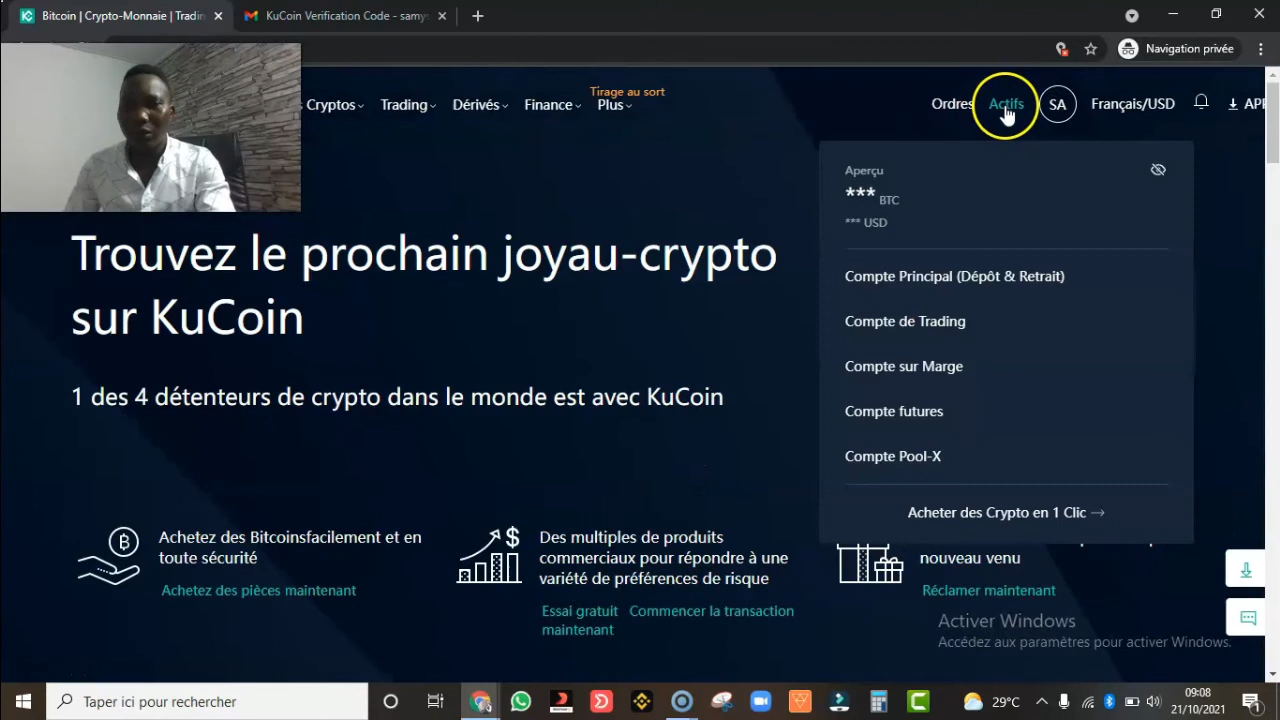 Bitcoin | Crypto-Monnaie | Tradin
KuCoin Verification Code - samy
Navigation privée
Tirage au sort
Cryptos
Trading
Dérivés
Finance
Plus
Ordres
Actifs
SA
Français/USD
Aperçu
*** BTC
*** USD
Compte Principal (Dépôt & Retrait)
Compte de Trading
Compte sur Marge
Compte futures
Compte Pool-X
Acheter des Crypto en 1 Clic →
Trouvez le prochain joyau-crypto
sur KuCoin
1 des 4 détenteurs de crypto dans le monde est avec KuCoin
Achetez des Bitcoinsfacilement et en
toute sécurité
Achetez des pièces maintenant
Des multiples de produits
commerciaux pour répondre à une
variété de préférences de risque
Essai gratuit Commencer la transaction
maintenant
nouveau venu
Réclamer maintenant
Activer Windows
Accédez aux paramètres pour activer Windows.
Taper ici pour rechercher
29°C
09:08
21/10/2021